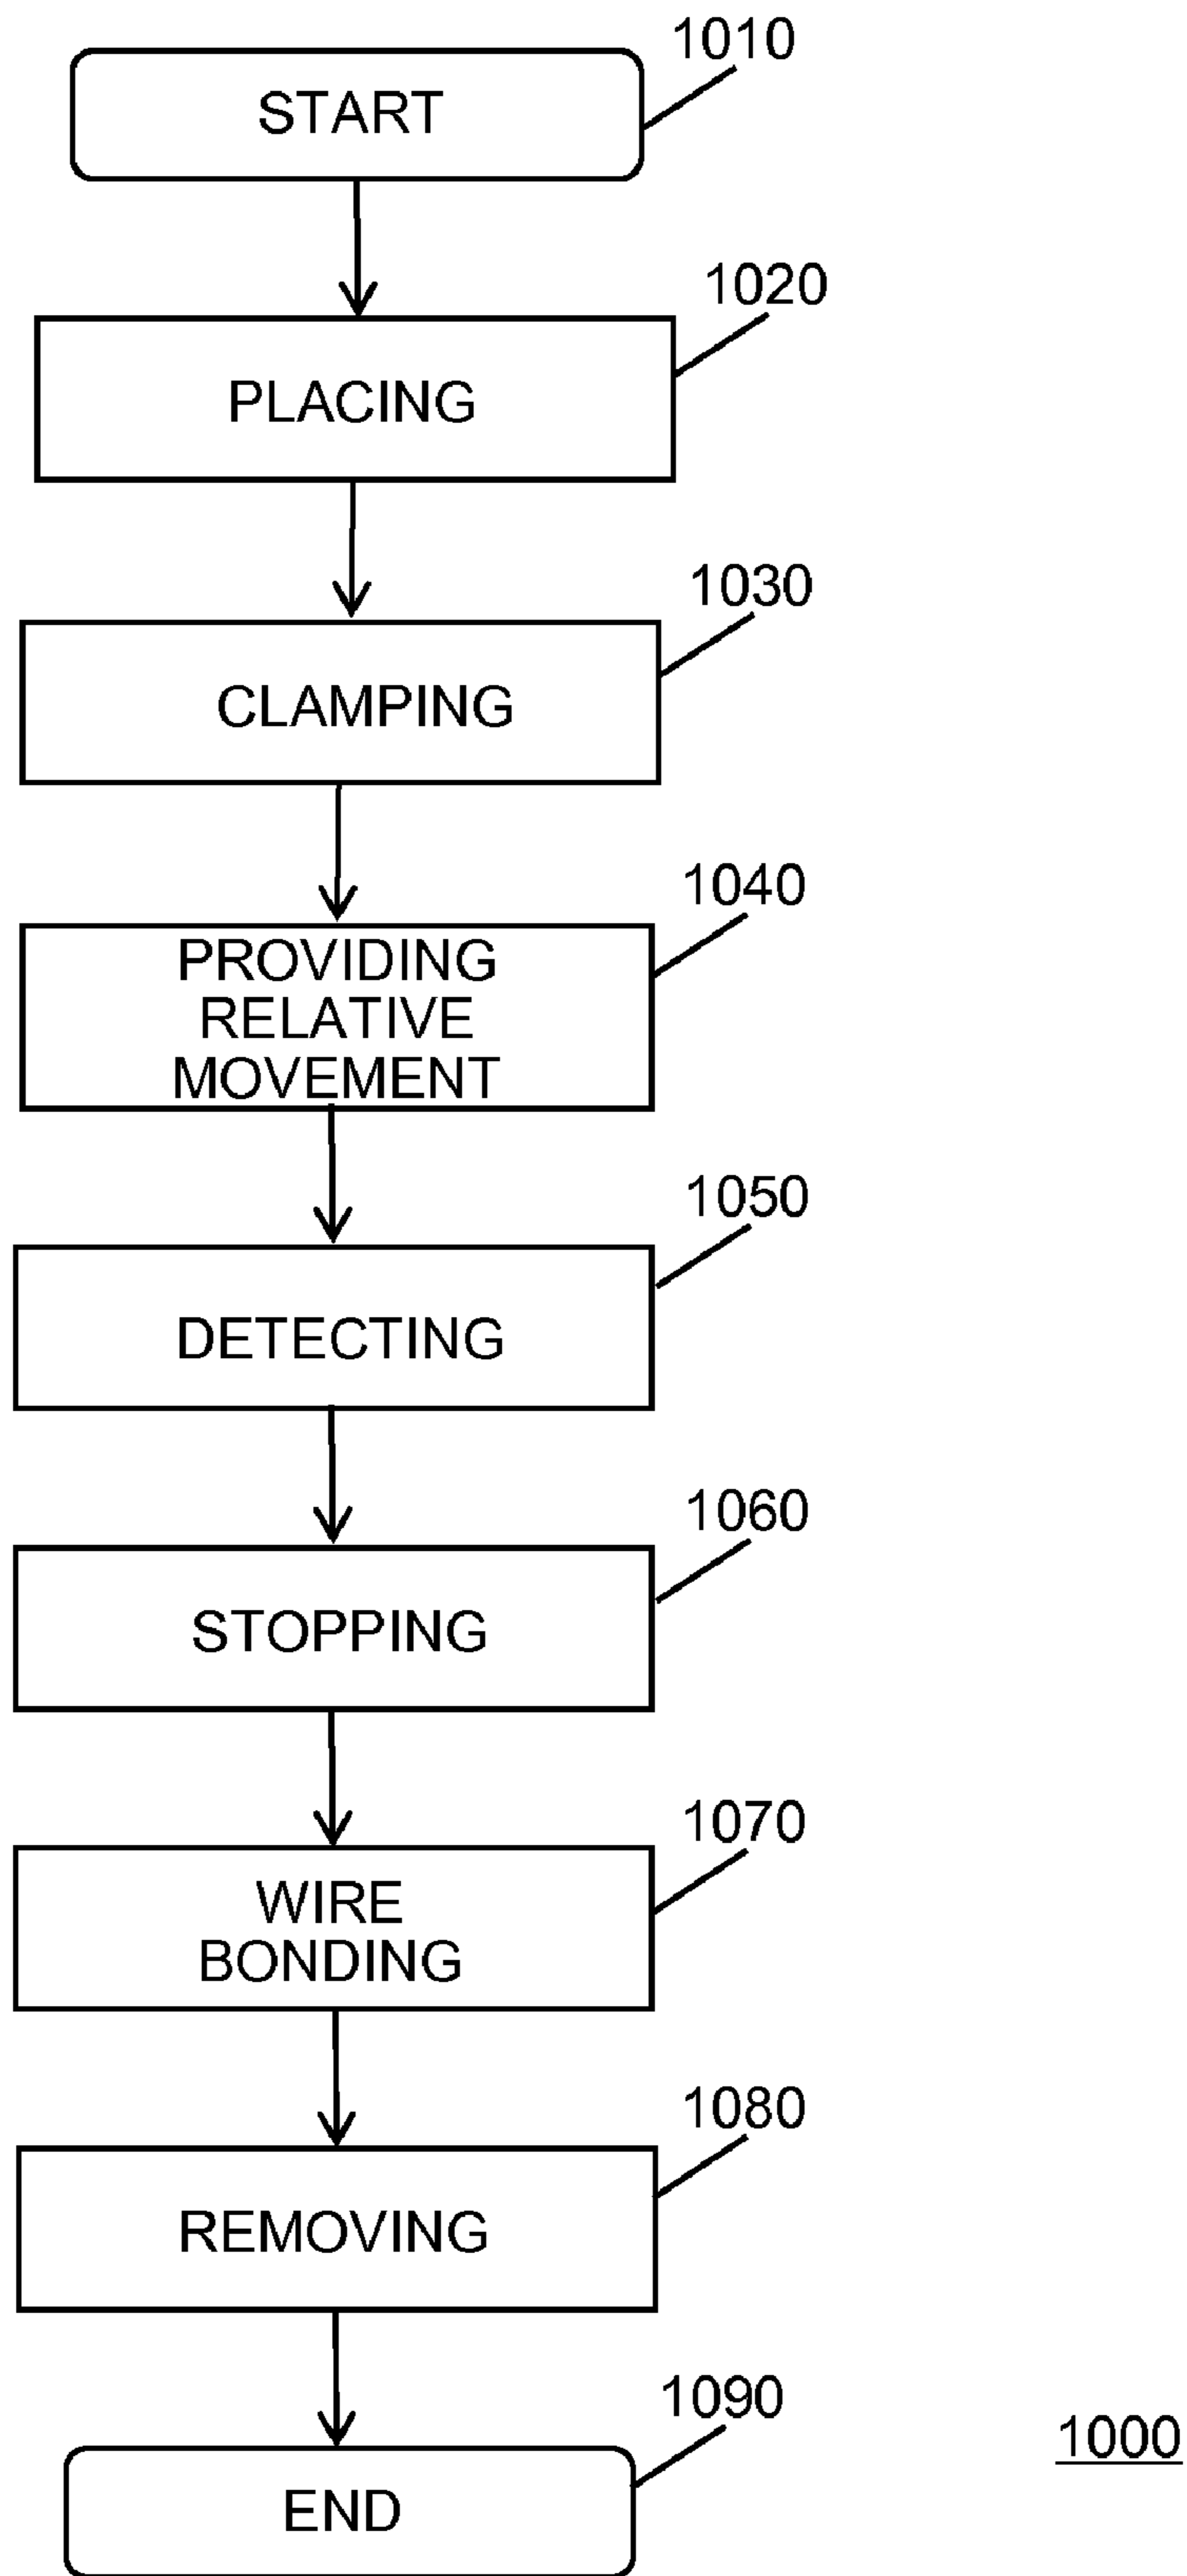 1010
START
1020
PLACING
1030
CLAMPING
1040
PROVIDING
RELATIVE
MOVEMENT
1050
DETECTING
1060
STOPPING
1070
WIRE
BONDING
1080
REMOVING
1090
END
1000